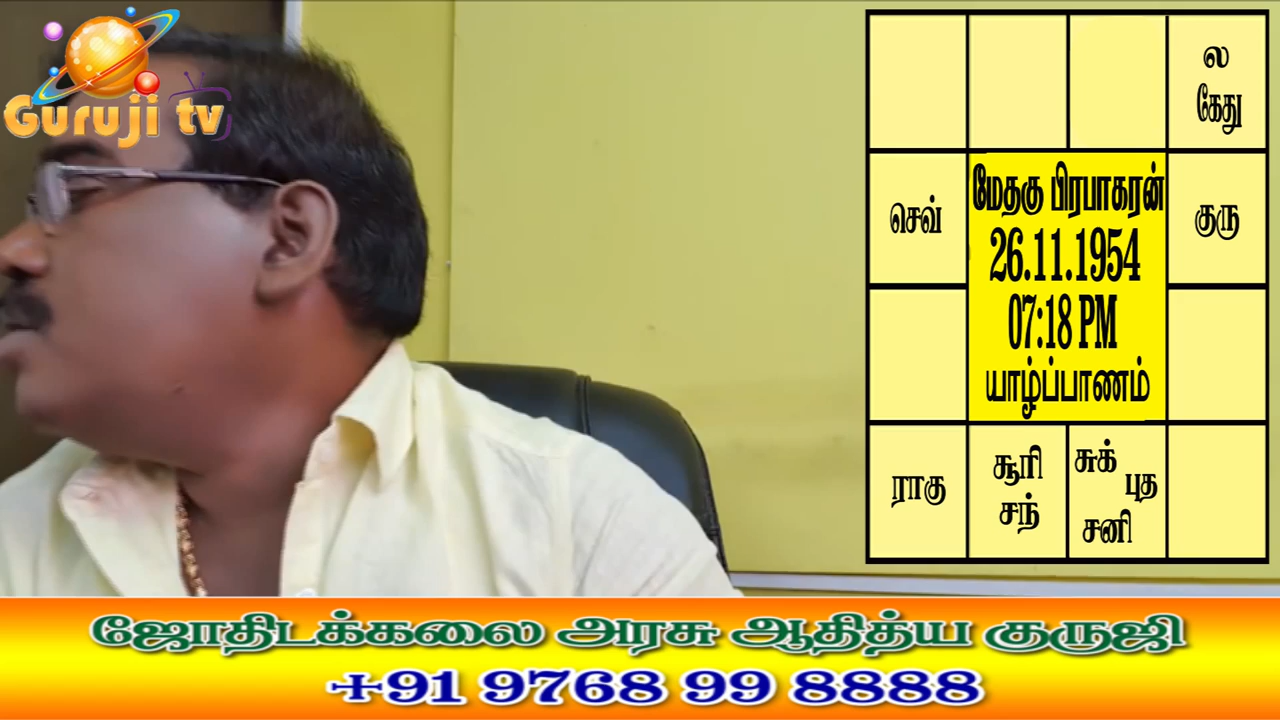 Guruji tv
ல
கேது
செவ்
மேதகு பிரபாகரன்
26.11.1954
07:18 PM
யாழ்ப்பாணம்
குரு
ராகு
சூரி
சந்
சுக்
புத
சனி
ஜோதிடக்கலை அரசு ஆதித்ய குருஜி
+91 9768 99 8888